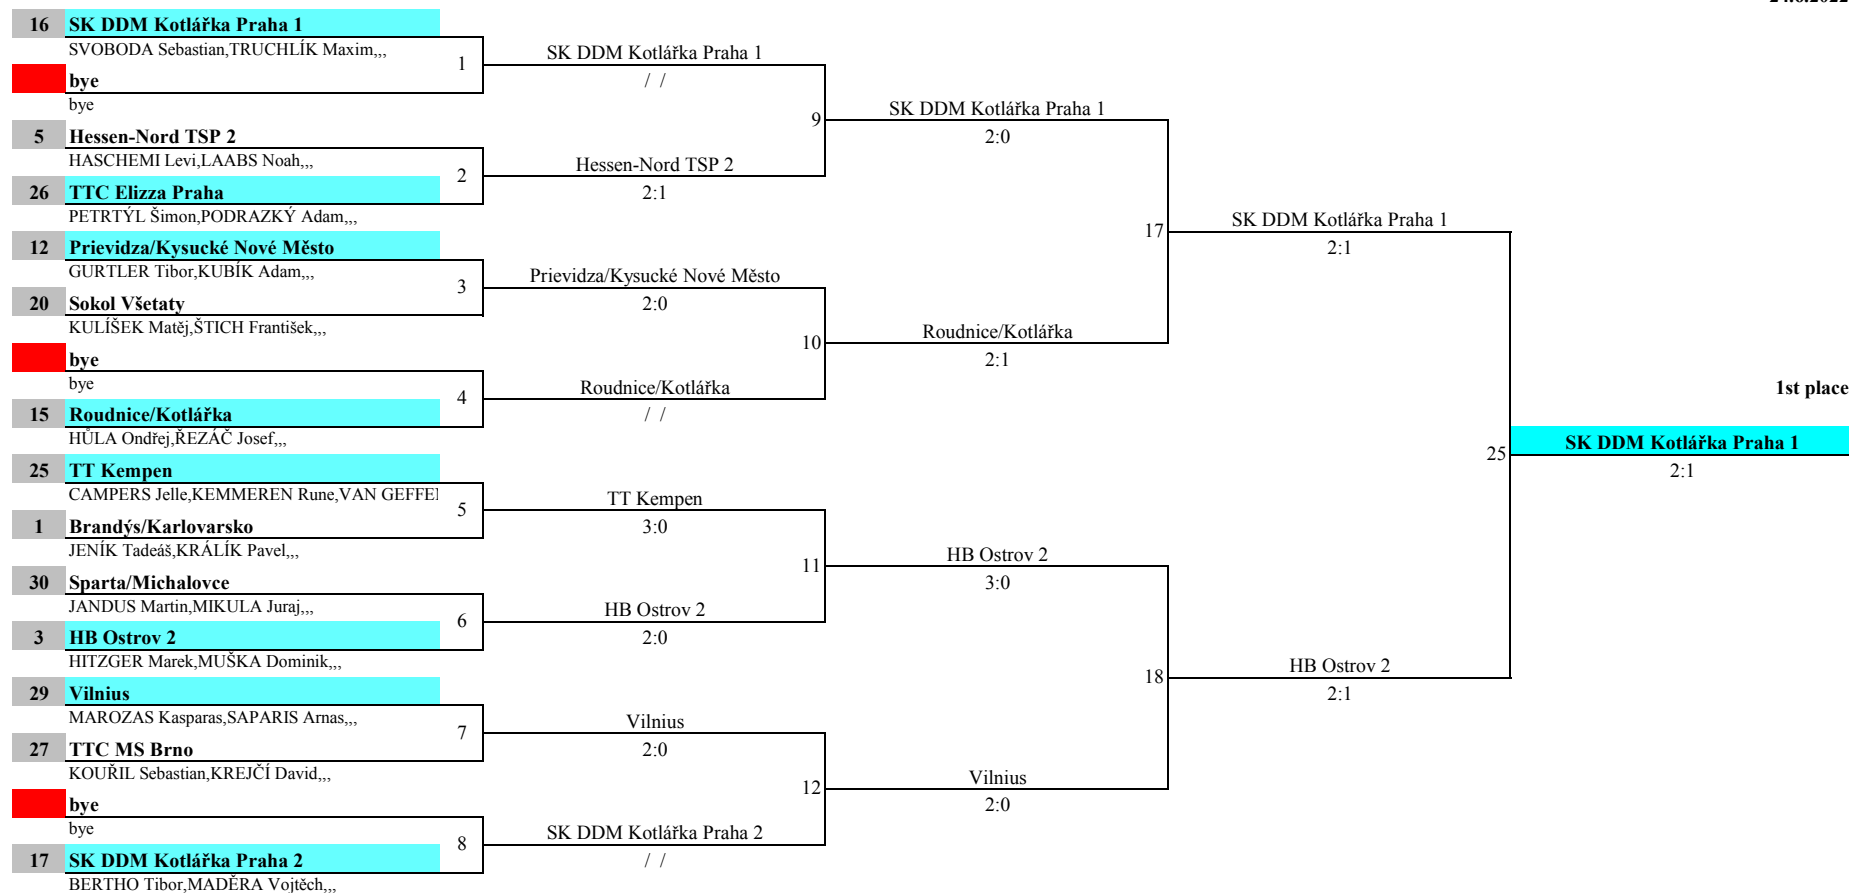 16 SK DDM Kotlářka Praha 1
SVOBODA Sebastian,TRUCHLÍK Maxim,,,
1
SK DDM Kotlářka Praha 1
/ /
bye
bye
9
SK DDM Kotlářka Praha 1
2:0
5 Hessen-Nord TSP 2
HASCHEMI Levi,LAABS Noah,,,
2
Hessen-Nord TSP 2
2:1
26 TTC Elizza Praha
PETRTÝL Šimon,PODRAZKÝ Adam,,,
17
SK DDM Kotlářka Praha 1
2:1
12 Prievidza/Kysucké Nové Město
GURTLER Tibor,KUBÍK Adam,,,
3
Prievidza/Kysucké Nové Město
2:0
20 Sokol Všetaty
KULÍŠEK Matěj,ŠTICH František,,,
10
Roudnice/Kotlářka
2:1
bye
bye
4
Roudnice/Kotlářka
/ /
15 Roudnice/Kotlářka
HŮLA Ondřej,ŘEZÁČ Josef,,,
1st place
25
SK DDM Kotlářka Praha 1
2:1
25 TT Kempen
CAMPERS Jelle,KEMMEREN Rune,VAN GEFFE
5
TT Kempen
3:0
1 Brandýs/Karlovarsko
JENÍK Tadeáš,KRÁLÍK Pavel,,,
11
HB Ostrov 2
3:0
30 Sparta/Michalovce
JANDUS Martin,MIKULA Juraj,,,
6
HB Ostrov 2
2:0
3 HB Ostrov 2
HITZGER Marek,MUŠKA Dominik,,,
18
HB Ostrov 2
2:1
29 Vilnius
MAROZAS Kasparas,SAPARIS Arnas,,,
7
Vilnius
2:0
27 TTC MS Brno
KOUŘIL Sebastian,KREJČÍ David,,,
12
Vilnius
2:0
bye
bye
8
SK DDM Kotlářka Praha 2
/ /
17 SK DDM Kotlářka Praha 2
BERTHO Tibor,MADĚRA Vojtěch,,,